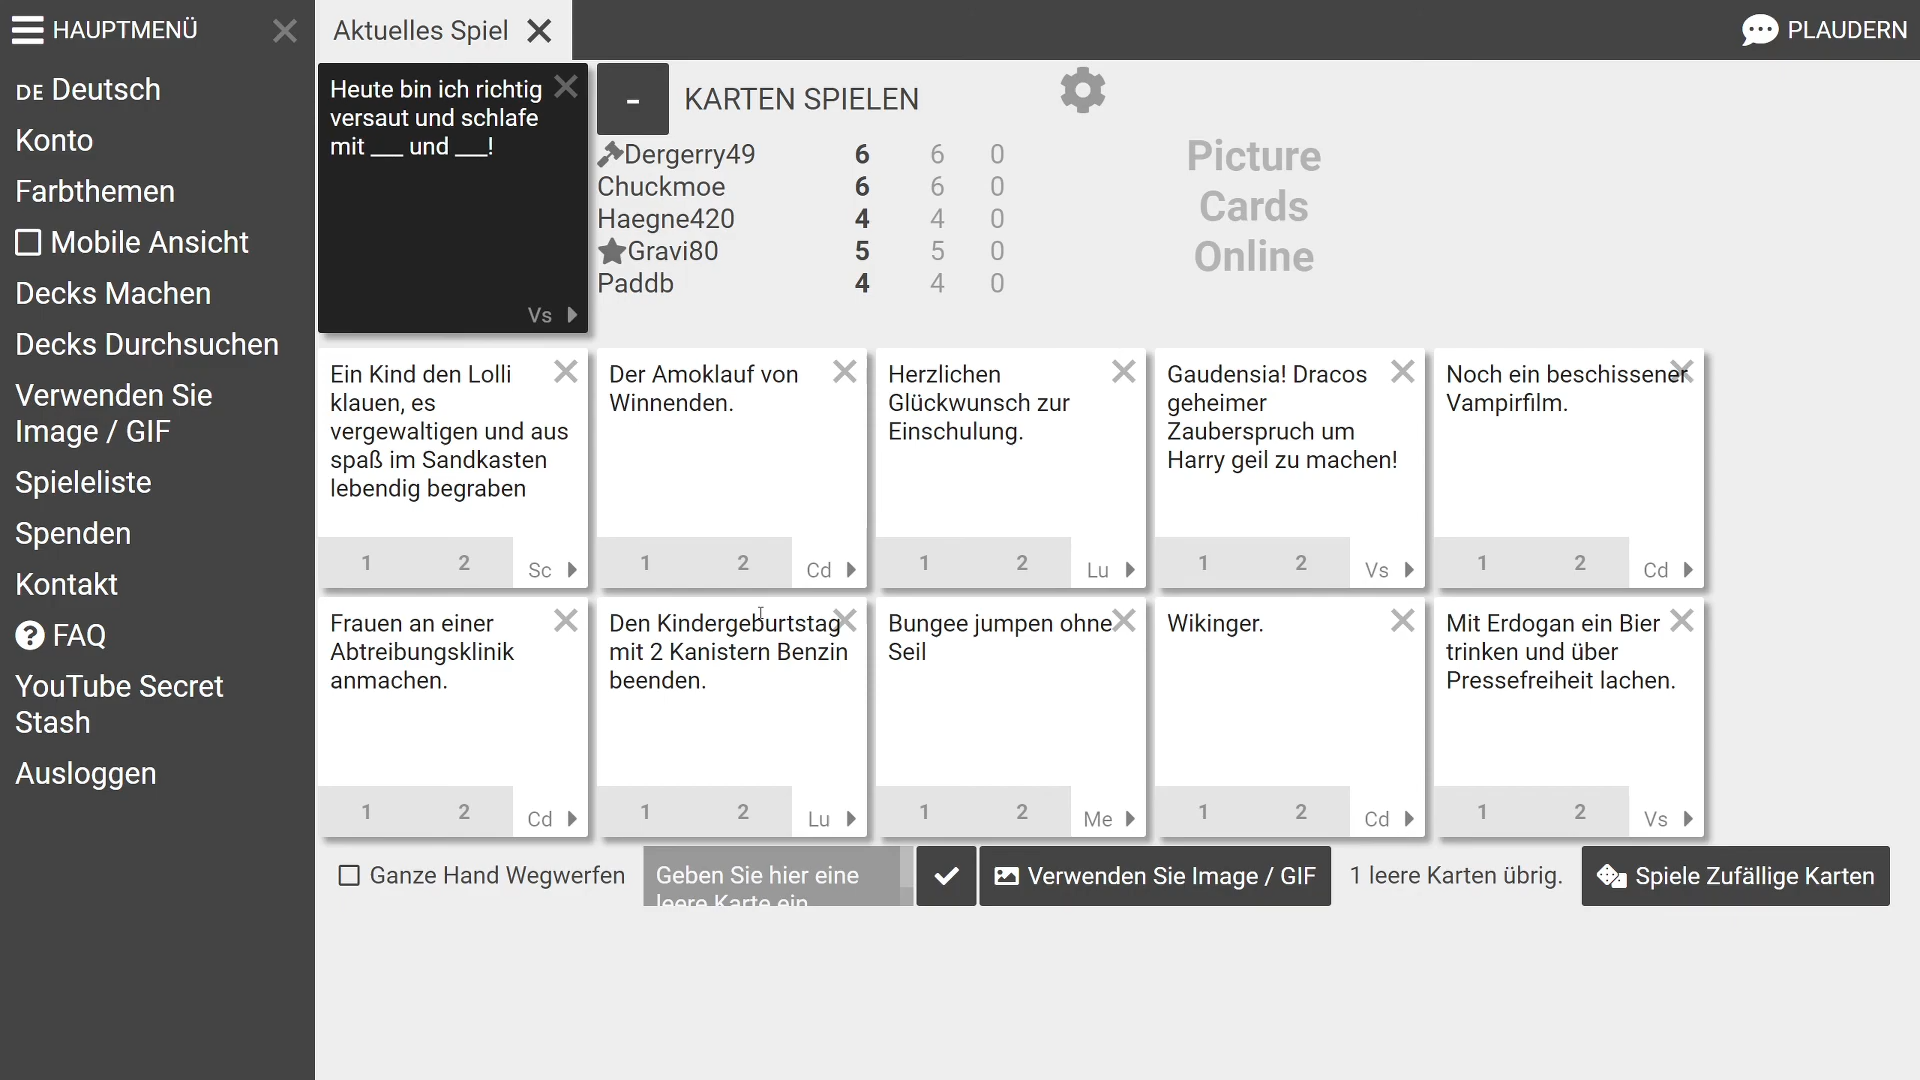 HAUPTMENÜ
DE Deutsch
Konto
Farbthemen
Mobile Ansicht
Decks Machen
Decks Durchsuchen
Verwenden Sie
Image / GIF
Spieleliste
Spenden
Kontakt
FAQ
YouTube Secret
Stash
Ausloggen
Aktuelles Spiel
PLAUDERN
Heute bin ich richtig
versaut und schlafe
mit ___ und ___!
Vs
-
KARTEN SPIELEN
Dergerry49 6 6 0
Chuckmoe 6 6 0
Haegne420 4 4 0
Gravi80 5 5 0
Paddb 4 4 0
Picture
Cards
Online
Ein Kind den Lolli
klauen, es
vergewaltigen und aus
spaß im Sandkasten
lebendig begraben
1 2 Sc
Der Amoklauf von
Winnenden.
1 2 Cd
Herzlichen
Glückwunsch zur
Einschulung.
1 2 Lu
Gaudensia! Dracos
geheimer
Zauberspruch um
Harry geil zu machen!
1 2 Vs
Noch ein beschissener
Vampirfilm.
1 2 Cd
Frauen an einer
Abtreibungsklinik
anmachen.
1 2 Cd
Den Kindergeburtstag
mit 2 Kanistern Benzin
beenden.
1 2 Lu
Bungee jumpen ohne
Seil
1 2 Me
Wikinger.
1 2 Cd
Mit Erdogan ein Bier
trinken und über
Pressefreiheit lachen.
1 2 Vs
Ganze Hand Wegwerfen
Geben Sie hier eine
leere Karte ein
Verwenden Sie Image / GIF
1 leere Karten übrig.
Spiele Zufällige Karten